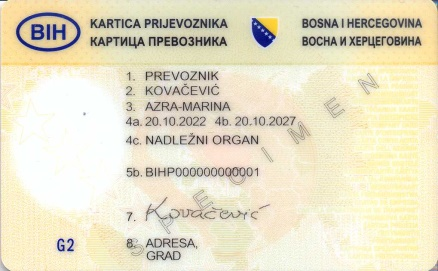 BIH
KARTICA PRIJEVOZNIKA
КАРТИЦА ПРЕВОЗНИКА
BOSNA I HERCEGOVINA
БОСНА И ХЕРЦЕГОВИНА
1. PREVOZNIK
2. KOVAČEVIĆ
3. AZRA-MARINA
4a. 20.10.2022 4b. 20.10.2027
4c. NADLEŽNI ORGAN
5b. BIHP000000000001
7. Kovačević
8. ADRESA,
GRAD
G2
SPECIMEN